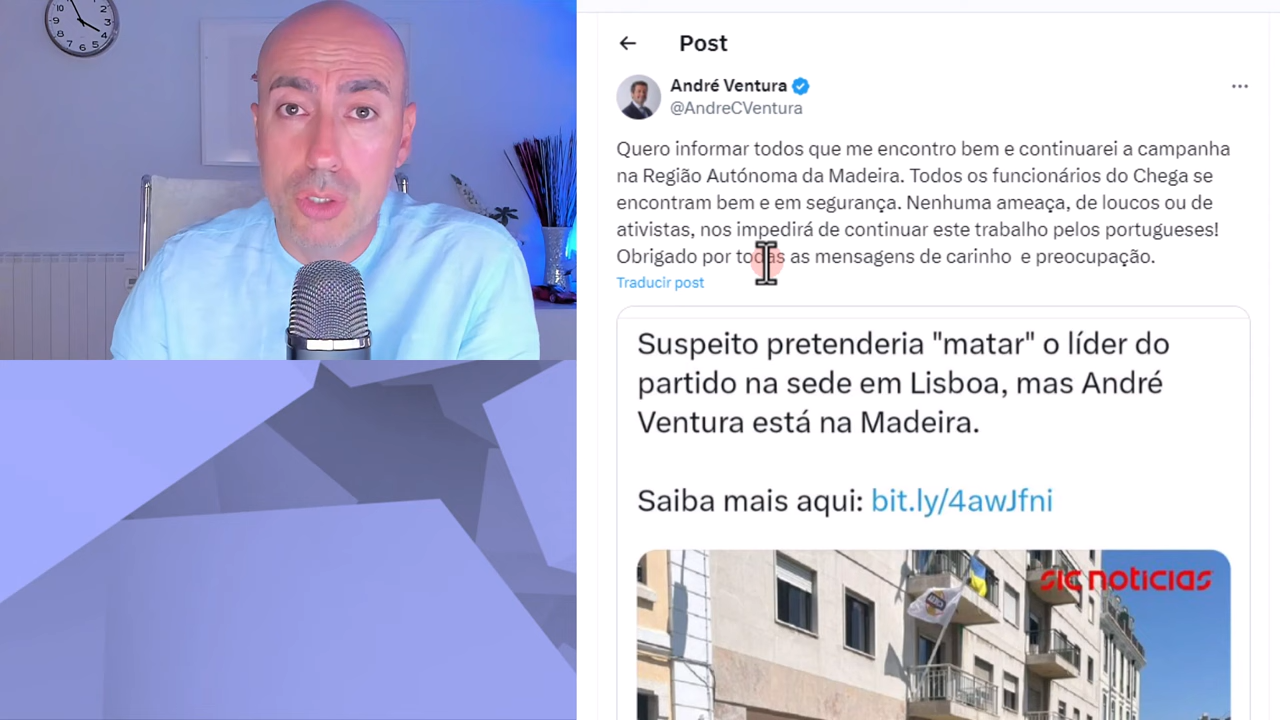 Post
André Ventura
@AndreCVentura
Quero informar todos que me encontro bem e continuarei a campanha
na Região Autónoma da Madeira. Todos os funcionários do Chega se
encontram bem e em segurança. Nenhuma ameaça, de loucos ou de
ativistas, nos impedirá de continuar este trabalho pelos portugueses!
Obrigado por todas as mensagens de carinho e preocupação.
Traducir post
Suspeito pretenderia "matar" o líder do
partido na sede em Lisboa, mas André
Ventura está na Madeira.
Saiba mais aqui: bit.ly/4awJfni
sic noticias